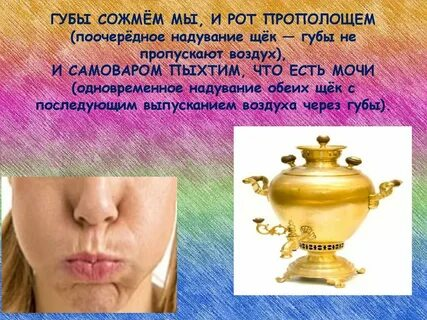 ГУБЫ СОЖМЁМ МЫ, И РОТ ПРОПОЛОЩЕМ
(поочерёдное надувание щёк — губы не
пропускают воздух),
И САМОВАРОМ ПЫХТИМ, ЧТО ЕСТЬ МОЧИ
(одновременное надувание обеих щёк с
последующим выпусканием воздуха через губы).